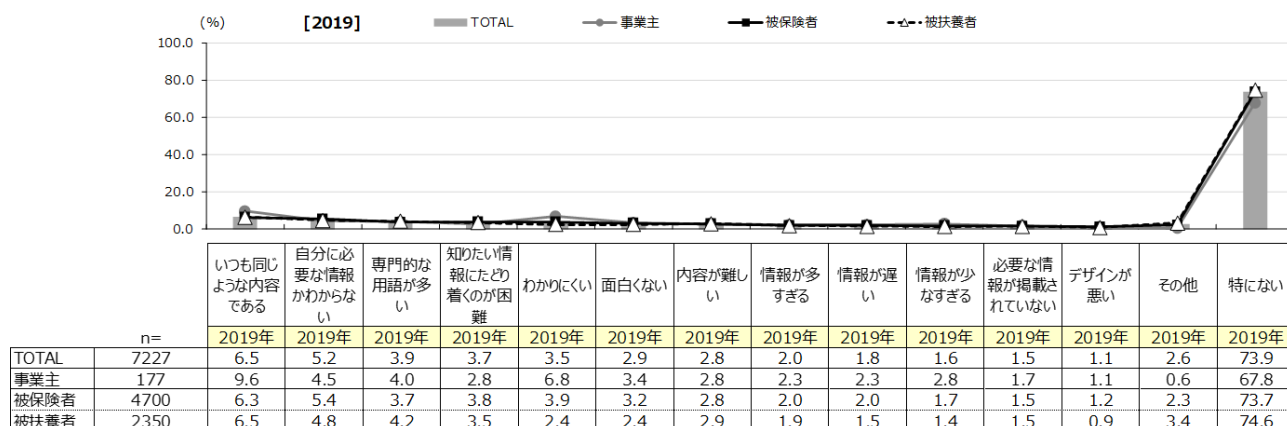 (%) [2019] TOTAL 事業主 被保険者 被扶養者
100.0
80.0
60.0
40.0
20.0
0.0
いつも同じような内容である
自分に必要な情報かわからない
専門的な用語が多い
知りたい情報にたどり着くのが困難
わかりにくい
面白くない
内容が難しい
情報が多すぎる
情報が遅い
情報が少なすぎる
必要な情報が掲載されていない
デザインが悪い
その他
特にない
n= 2019年 2019年 2019年 2019年 2019年 2019年 2019年 2019年 2019年 2019年 2019年 2019年 2019年 2019年
TOTAL 7227 6.5 5.2 3.9 3.7 3.5 2.9 2.8 2.0 1.8 1.6 1.5 1.1 2.6 73.9
事業主 177 9.6 4.5 4.0 2.8 6.8 3.4 2.8 2.3 2.3 2.8 1.7 1.1 0.6 67.8
被保険者 4700 6.3 5.4 3.7 3.8 3.9 3.2 2.8 2.0 2.0 1.7 1.5 1.2 2.3 73.7
被扶養者 2350 6.5 4.8 4.2 3.5 2.4 2.4 2.9 1.9 1.5 1.4 1.5 0.9 3.4 74.6